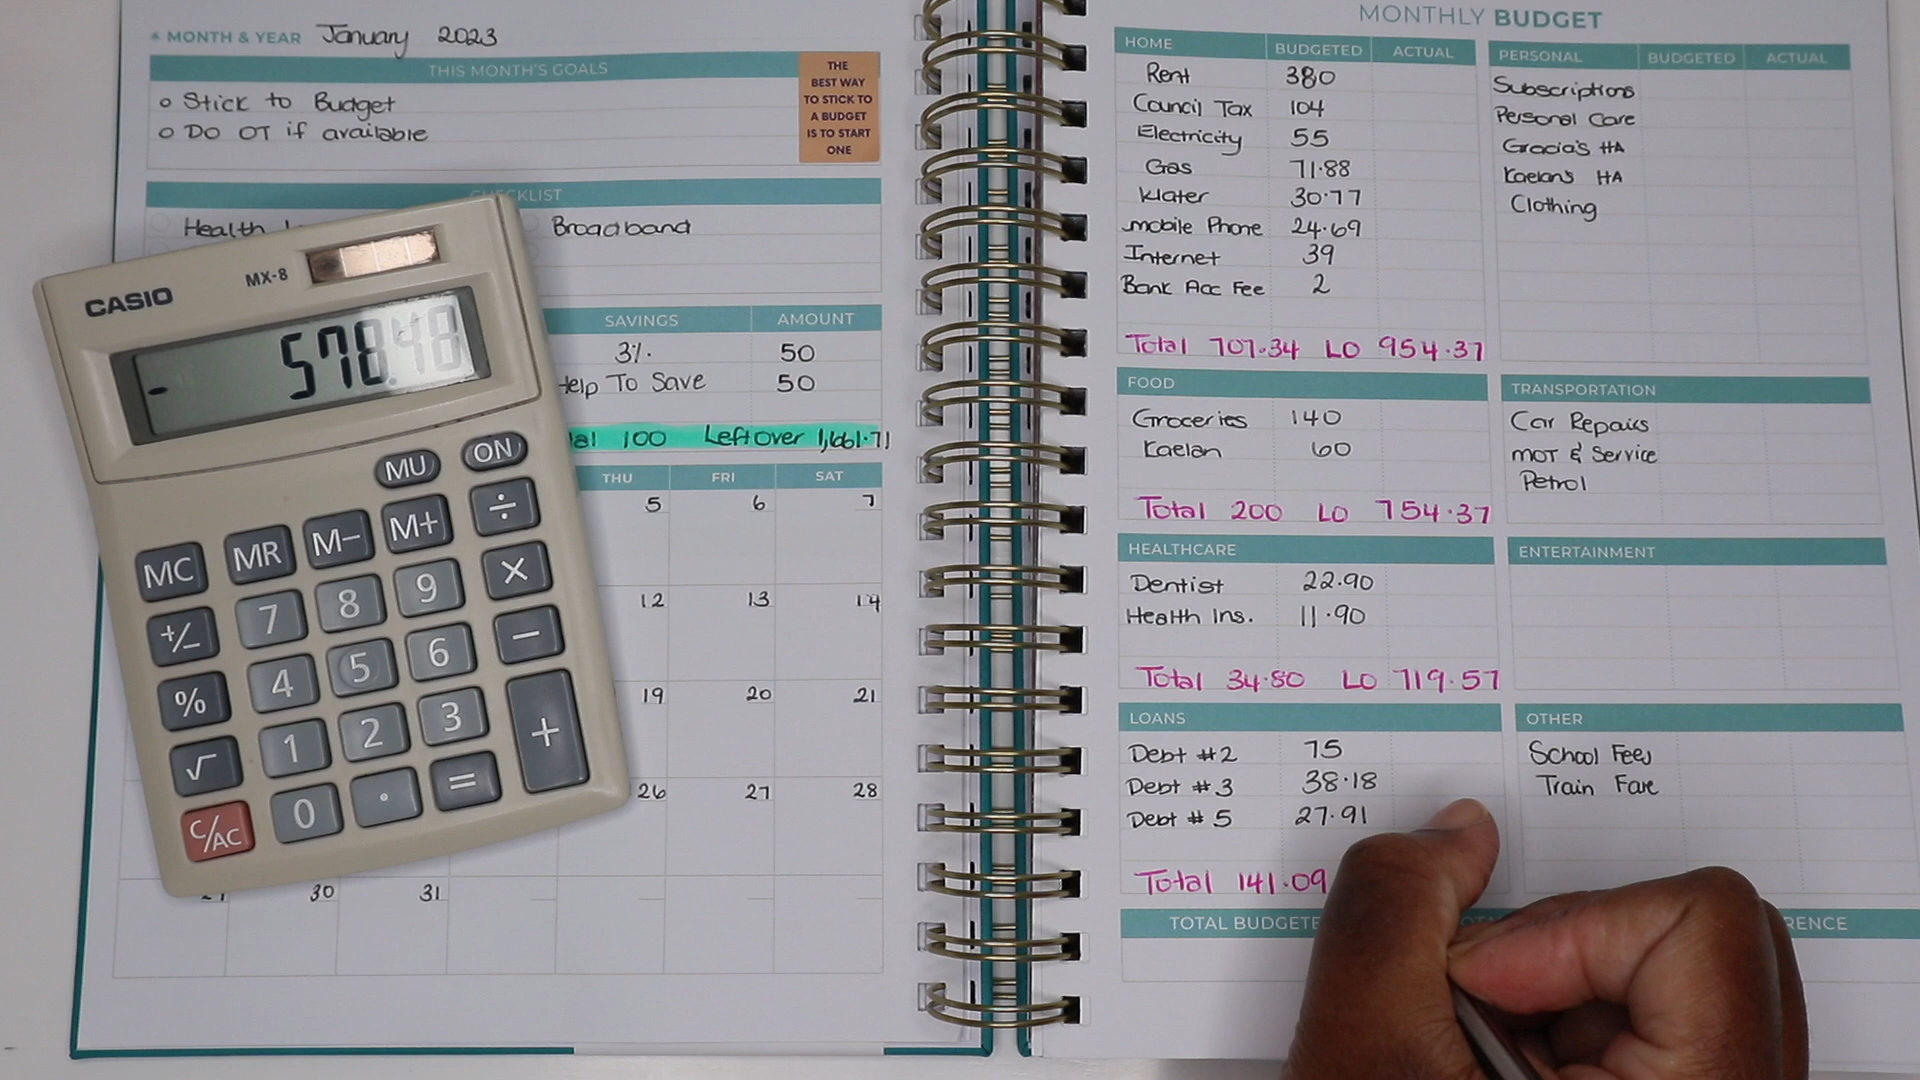 MONTH & YEAR January 2023
THIS MONTH'S GOALS
Stick to Budget
Do OT if available
THE
BEST WAY
TO STICK TO
A BUDGET
IS TO START
ONE
Health
Broadband
CASIO MX-8
- 578.48
MU ON
MC MR M- M+ ÷
+/- 7 8 9 ×
% 4 5 6 −
√ 1 2 3 +
C/AC 0 . =
SAVINGS AMOUNT
3% 50
Help To Save 50
100 Left over 1,661.71
THU FRI SAT
5 6 7
12 13 14
19 20 21
26 27 28
30 31
MONTHLY BUDGET
HOME BUDGETED ACTUAL
Rent 380
Council Tax 104
Electricity 55
Gas 71.88
Water 30.77
mobile Phone 24.69
Internet 39
Bank Acc Fee 2
Total 707.34 LO 954.37
FOOD
Groceries 140
Kaelan 60
Total 200 LO 754.37
HEALTHCARE
Dentist 22.90
Health Ins. 11.90
Total 34.80 LO 719.57
LOANS
Debt #2 75
Debt #3 38.18
Debt #5 27.91
Total 141.09
PERSONAL BUDGETED ACTUAL
Subscriptions
Personal Care
Gracia's HA
Kaelan's HA
Clothing
TRANSPORTATION
Car Repairs
MOT & Service
Petrol
ENTERTAINMENT
OTHER
School Fees
Train Fare
TOTAL